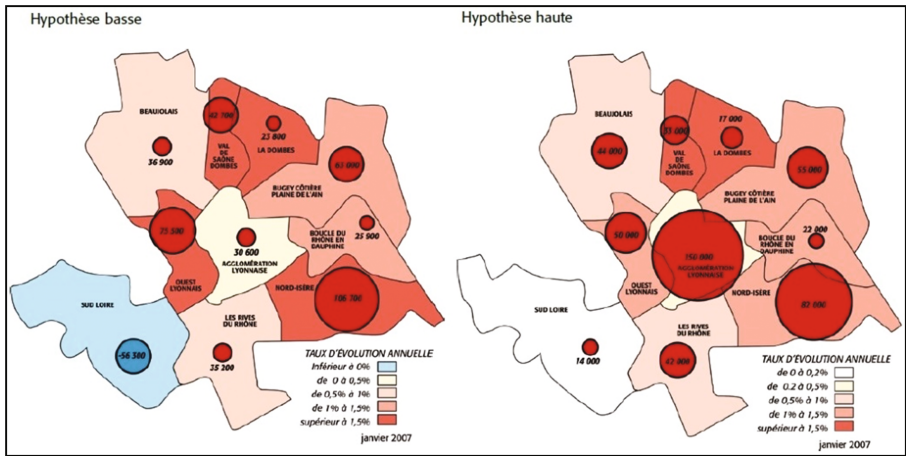 Hypothèse basse
BEAUJOLAIS
36 900
VAL
DE
SAÔNE
DOMBES
23 800
LA DOMBES
63 000
BUGEY CÔTIÈRE
PLAINE DE L'AIN
BOUCLE DU
RHÔNE EN
DAUPHINE
25 900
30 600
AGGLOMÉRATION
LYONNAISE
OUEST
LYONNAIS
NORD-ISÈRE
106 700
SUD LOIRE
-56 300
LES RIVES
DU RHÔNE
35 200
TAUX D'ÉVOLUTION ANNUELLE
Inférieur à 0%
de 0 à 0,5%
de 0,5% à 1%
de 1% à 1,5%
supérieur à 1,5%
janvier 2007
Hypothèse haute
BEAUJOLAIS
44 000
33 000
VAL
DE
SAÔNE
DOMBES
17 000
LA DOMBES
55 000
BUGEY CÔTIÈRE
PLAINE DE L'AIN
50 000
BOUCLE DU
RHÔNE EN
DAUPHINE
22 000
150 000
AGGLOMÉRATION
LYONNAISE
OUEST
LYONNAIS
NORD-ISÈRE
82 000
SUD LOIRE
14 000
LES RIVES
DU RHÔNE
42 000
TAUX D'ÉVOLUTION ANNUELLE
de 0 à 0,2%
de 0.2 à 0,5%
de 0,5% à 1%
de 1% à 1,5%
supérieur à 1,5%
janvier 2007